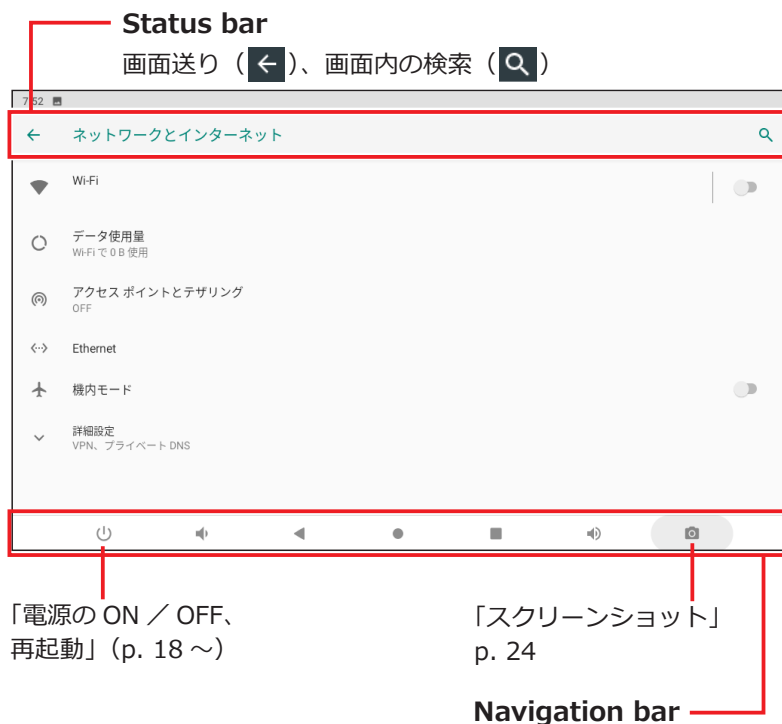 Status bar
画面送り（）、画面内の検索（）
7:52
ネットワークとインターネット
Wi-Fi
データ使用量
Wi-Fi で 0 B 使用
アクセス ポイントとテザリング
OFF
Ethernet
機内モード
詳細設定
VPN、プライベート DNS
「電源の ON ／ OFF、
再起動」（p. 18 ～）
「スクリーンショット」
p. 24
Navigation bar